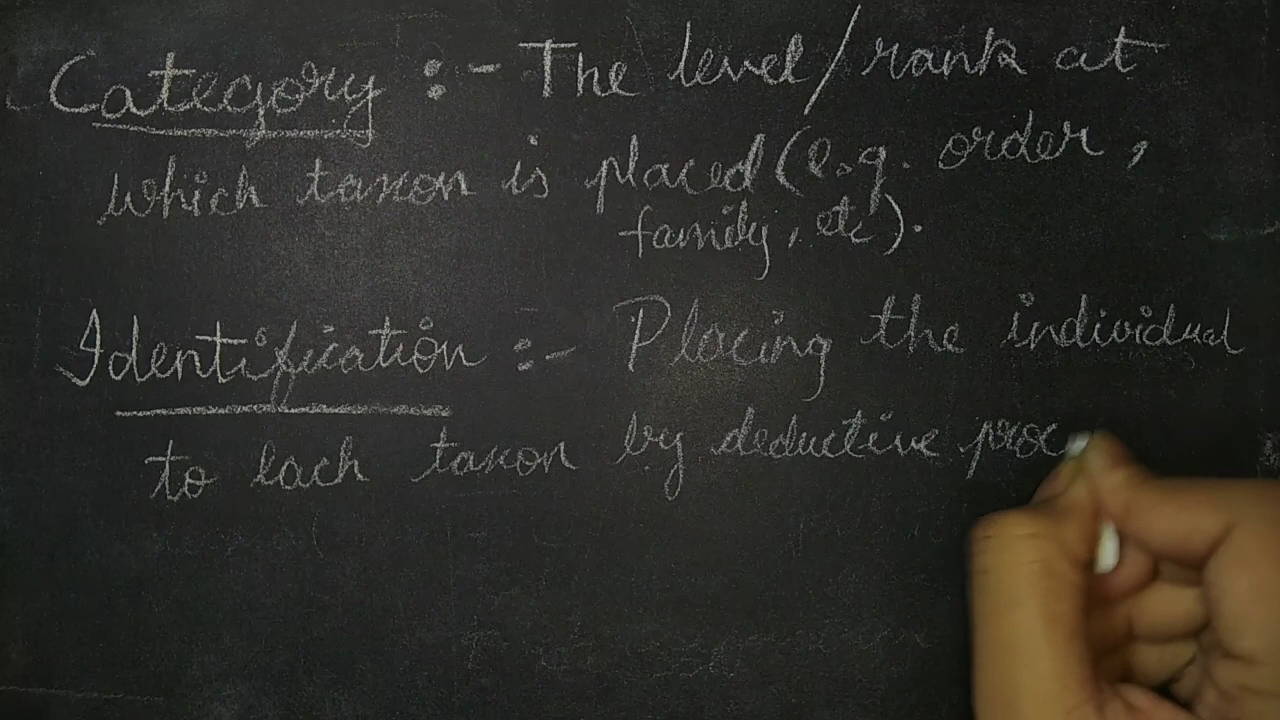 Category :- The level/rank at
which taxon is placed (e.g. order,
family, etc).
Identification :- Placing the individual
to each taxon by deductive proc